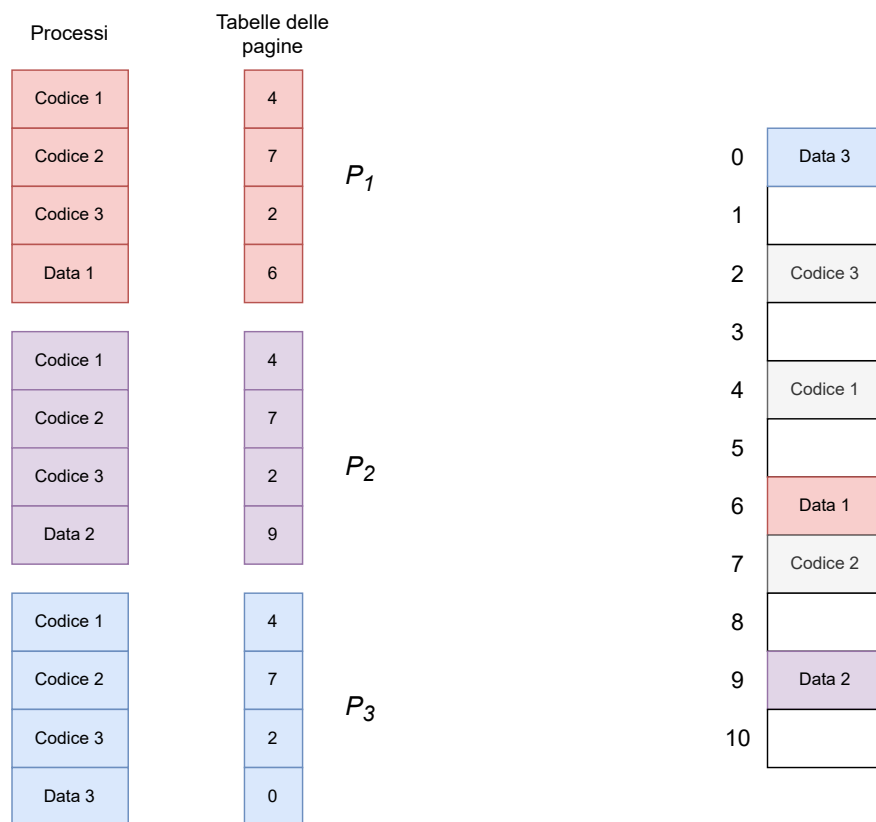 Processi
Tabelle delle
pagine
Codice 1
4
Codice 2
7
Codice 3
2
Data 1
6
P1
Codice 1
4
Codice 2
7
Codice 3
2
Data 2
9
P2
Codice 1
4
Codice 2
7
Codice 3
2
Data 3
0
P3
0
Data 3
1
2
Codice 3
3
4
Codice 1
5
6
Data 1
7
Codice 2
8
9
Data 2
10